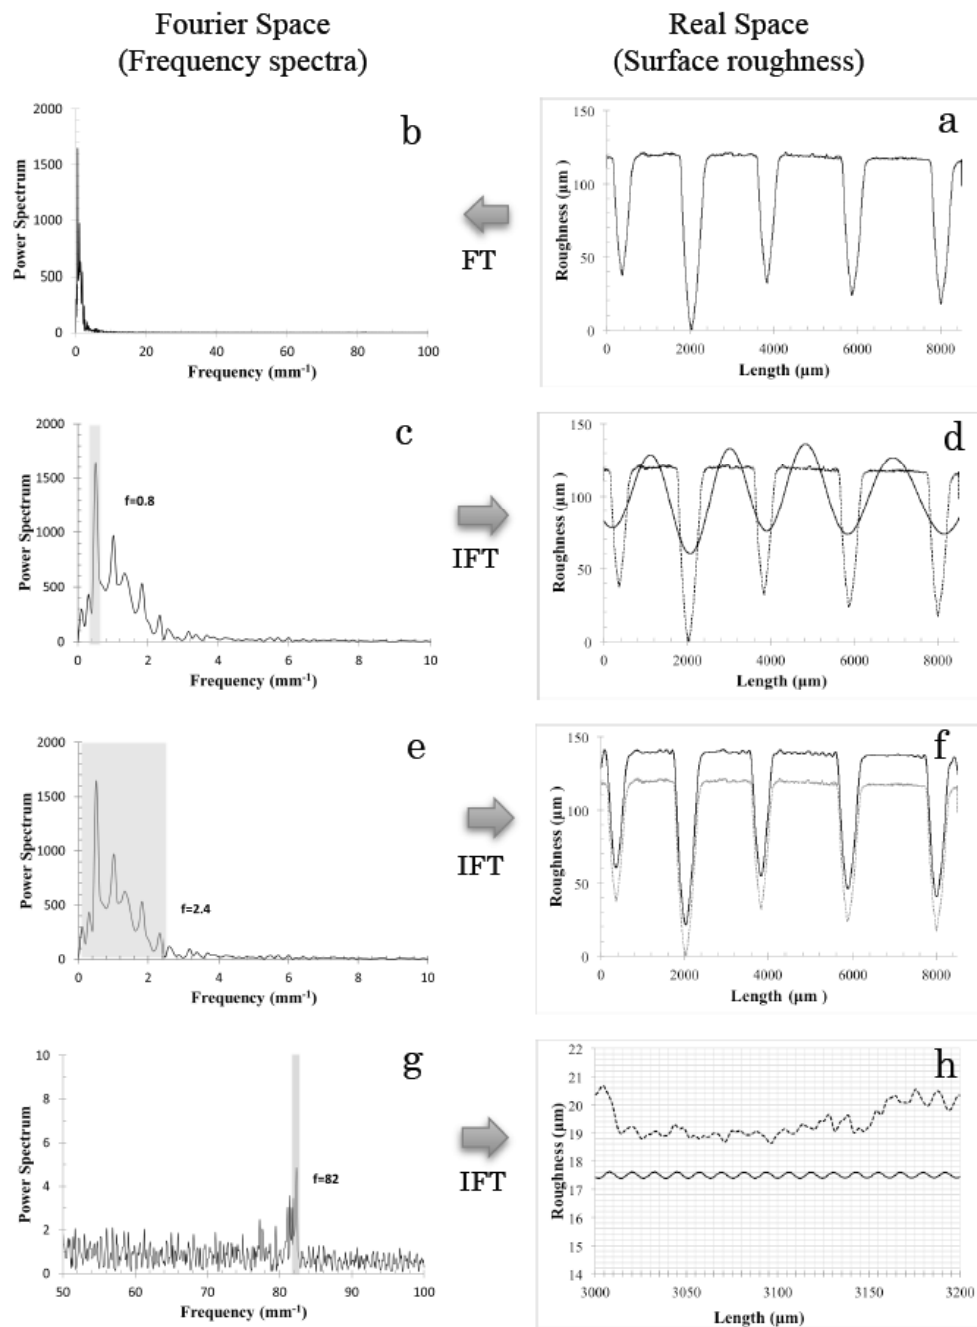 Fourier Space
(Frequency spectra)
Real Space
(Surface roughness)
b
2000
1500
1000
500
0
Power Spectrum
0 20 40 60 80 100
Frequency (mm-1)
FT
a
150
100
50
0
Roughness (µm)
0 2000 4000 6000 8000
Length (µm)
c
2000
1500
1000
500
0
Power Spectrum
f=0.8
0 2 4 6 8 10
Frequency (mm-1)
IFT
d
150
100
50
0
Roughness (µm)
0 2000 4000 6000 8000
Length (µm)
e
2000
1500
1000
500
0
Power Spectrum
f=2.4
0 2 4 6 8 10
Frequency (mm-1)
IFT
f
150
100
50
0
Roughness (µm )
0 2000 4000 6000 8000
Length (µm )
g
10
8
6
4
2
0
Power Spectrum
f=82
50 60 70 80 90 100
Frequency (mm-1)
IFT
h
22
21
20
19
18
17
16
15
14
Roughness (µm)
3000 3050 3100 3150 3200
Length (µm)